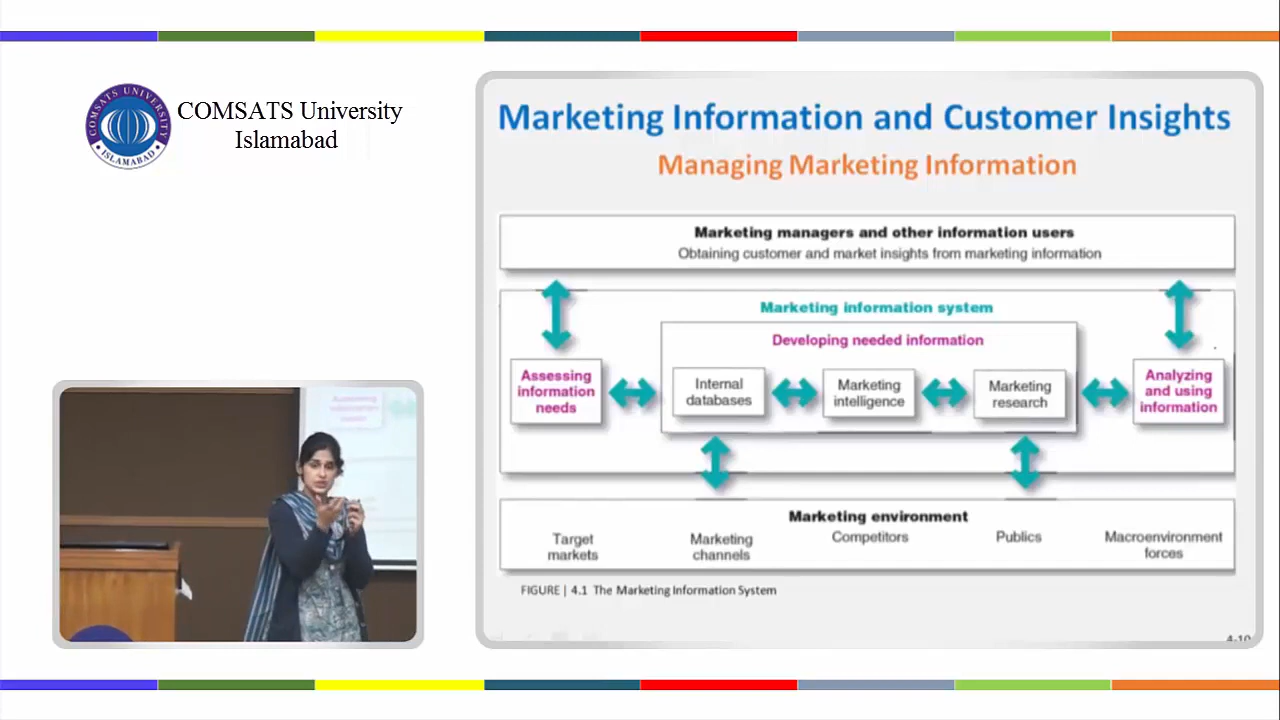 COMSATS UNIVERSITY
ISLAMABAD
COMSATS University
Islamabad
Marketing Information and Customer Insights
Managing Marketing Information
Marketing managers and other information users
Obtaining customer and market insights from marketing information
Marketing information system
Developing needed information
Assessing
information
needs
Internal
databases
Marketing
intelligence
Marketing
research
Analyzing
and using
information
Marketing environment
Target
markets
Marketing
channels
Competitors
Publics
Macroenvironment
forces
FIGURE | 4.1 The Marketing Information System